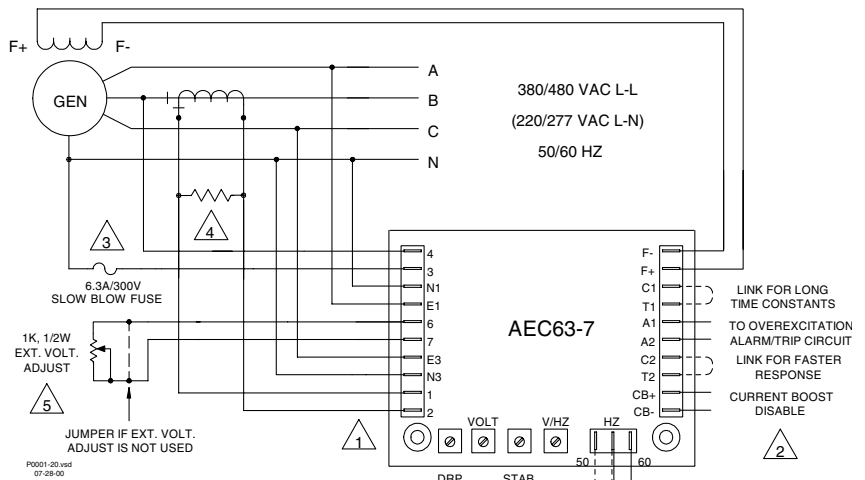 F+
F-
GEN
A
B
C
N
380/480 VAC L-L
(220/277 VAC L-N)
50/60 HZ
3
4
6.3A/300V
SLOW BLOW FUSE
1K, 1/2W
EXT. VOLT.
ADJUST
5
JUMPER IF EXT. VOLT.
ADJUST IS NOT USED
P0001-20.vsd
07-28-00
4
3
N1
E1
6
7
E3
N3
1
2
AEC63-7
F-
F+
C1
T1
A1
A2
C2
T2
CB+
CB-
LINK FOR LONG
TIME CONSTANTS
TO OVEREXCITATION
ALARM/TRIP CIRCUIT
LINK FOR FASTER
RESPONSE
CURRENT BOOST
DISABLE
1
2
VOLT
V/HZ
HZ
50
60
DRP
STAB